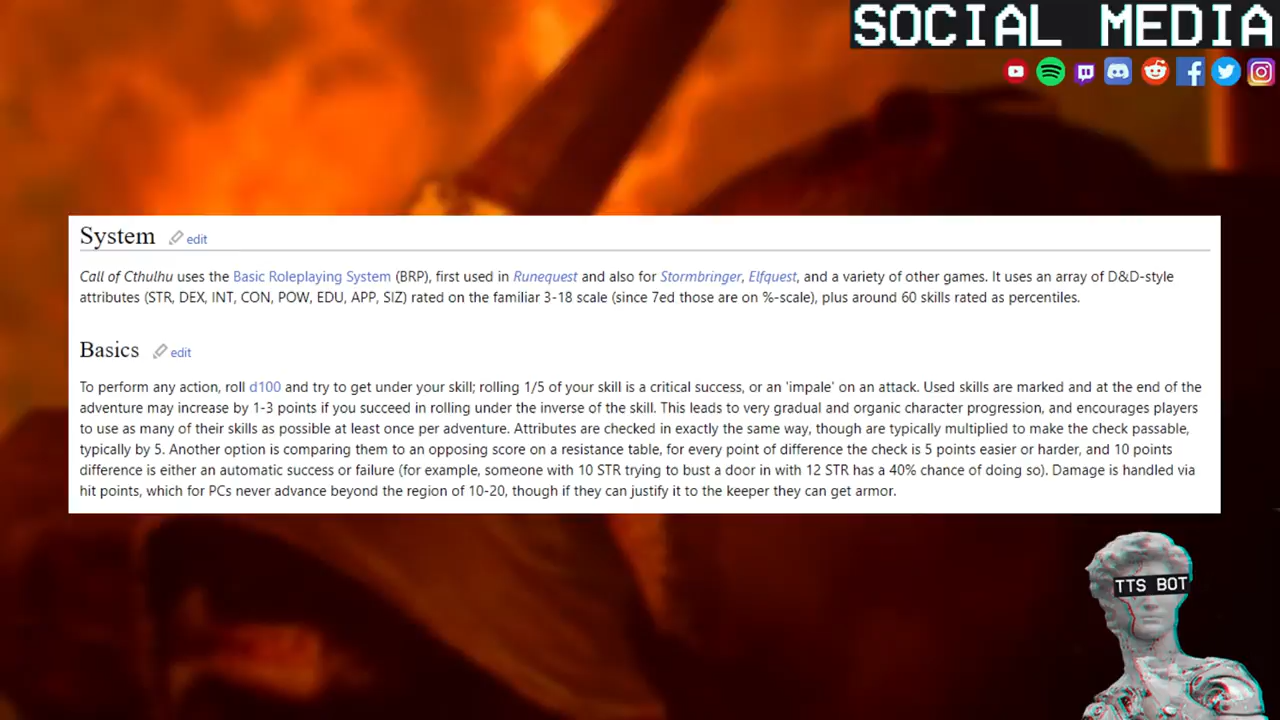 SOCIAL MEDIA
System edit
Call of Cthulhu uses the Basic Roleplaying System (BRP), first used in Runequest and also for Stormbringer, Elfquest, and a variety of other games. It uses an array of D&D-style
attributes (STR, DEX, INT, CON, POW, EDU, APP, SIZ) rated on the familiar 3-18 scale (since 7ed those are on %-scale), plus around 60 skills rated as percentiles.
Basics edit
To perform any action, roll d100 and try to get under your skill; rolling 1/5 of your skill is a critical success, or an 'impale' on an attack. Used skills are marked and at the end of the
adventure may increase by 1-3 points if you succeed in rolling under the inverse of the skill. This leads to very gradual and organic character progression, and encourages players
to use as many of their skills as possible at least once per adventure. Attributes are checked in exactly the same way, though are typically multiplied to make the check passable,
typically by 5. Another option is comparing them to an opposing score on a resistance table, for every point of difference the check is 5 points easier or harder, and 10 points
difference is either an automatic success or failure (for example, someone with 10 STR trying to bust a door in with 12 STR has a 40% chance of doing so). Damage is handled via
hit points, which for PCs never advance beyond the region of 10-20, though if they can justify it to the keeper they can get armor.
TTS BOT